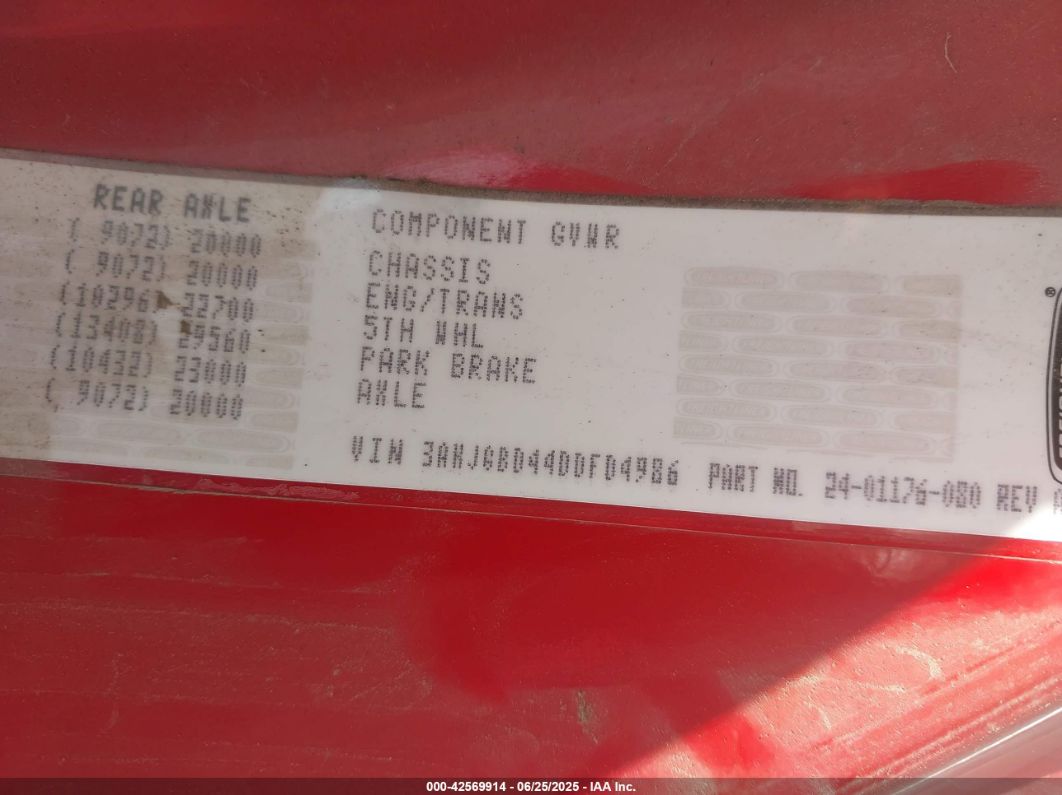 REAR AXLE
( 9072) 20000
( 9072) 20000
(10296) 22700
(13408) 29560
(10432) 23000
( 9072) 20000
COMPONENT GVWR
CHASSIS
ENG/TRANS
5TH WHL
PARK BRAKE
AXLE
VIN 3AKJGBD44DDFD4986 PART NO. 24-01176-080 REV
000-42569914 - 06/25/2025 - IAA Inc.